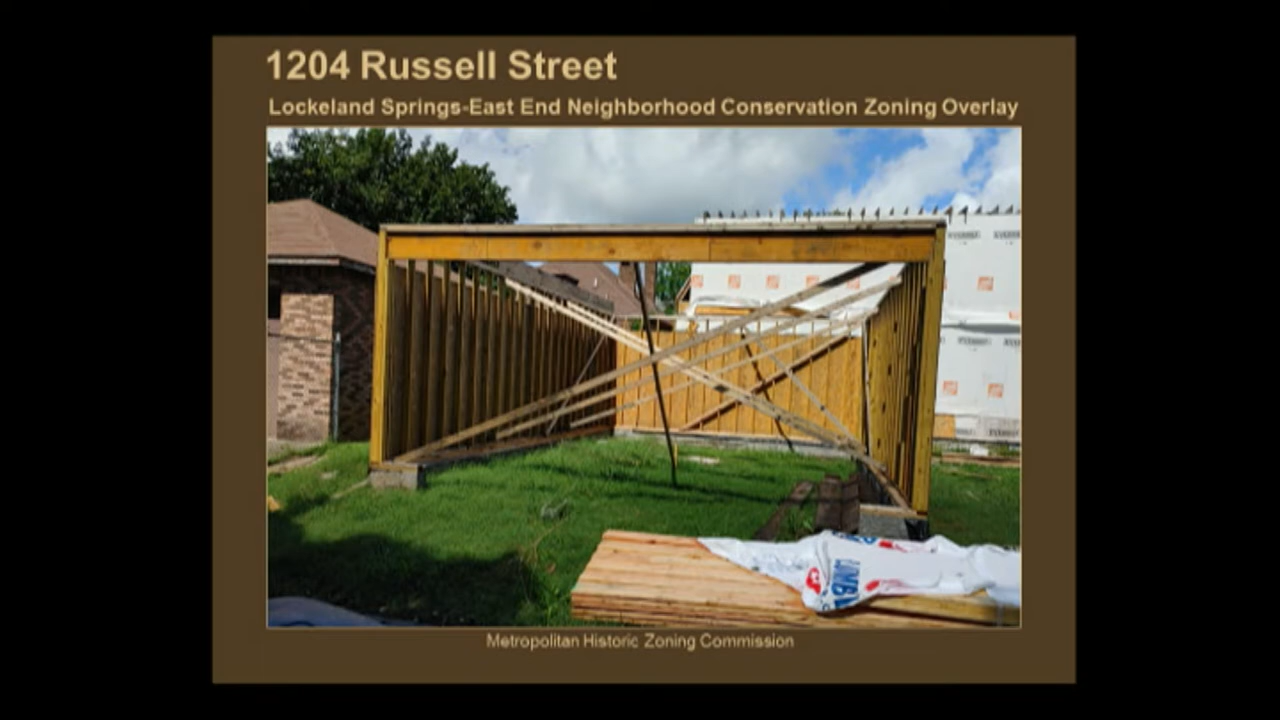 1204 Russell Street
Lockeland Springs-East End Neighborhood Conservation Zoning Overlay
Metropolitan Historic Zoning Commission